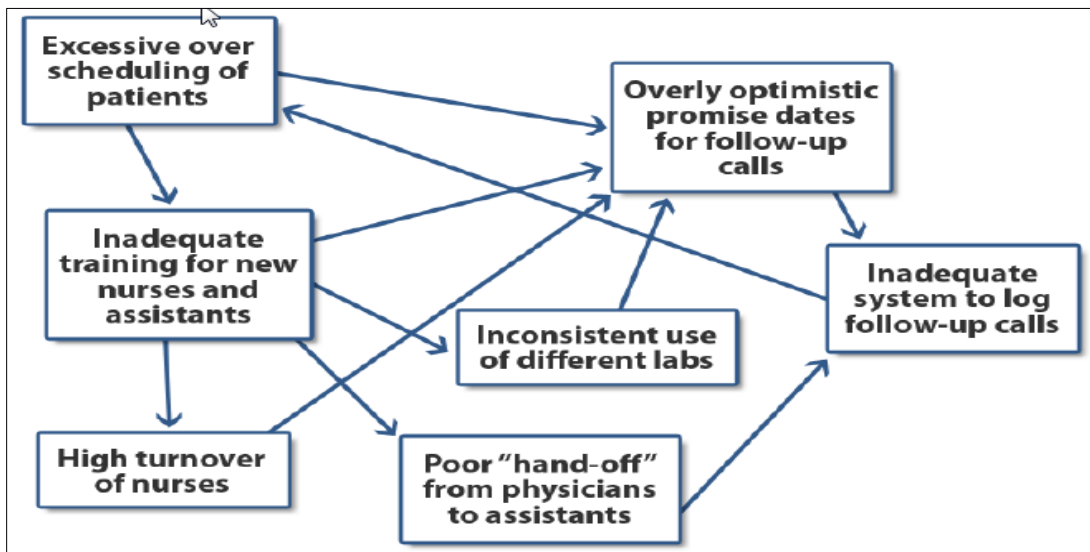 Excessive over
scheduling of
patients
Overly optimistic
promise dates
for follow-up
calls
Inadequate
training for new
nurses and
assistants
Inadequate
system to log
follow-up calls
Inconsistent use
of different labs
High turnover
of nurses
Poor “hand-off”
from physicians
to assistants